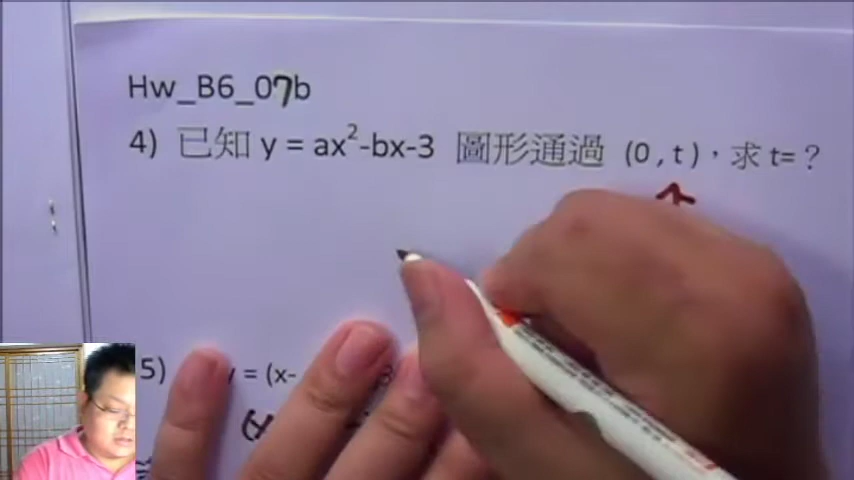 Hw_B6_07b
4) 已知 y = ax²-bx-3 圖形通過 (0 , t )，求 t= ?
5) y = (x-